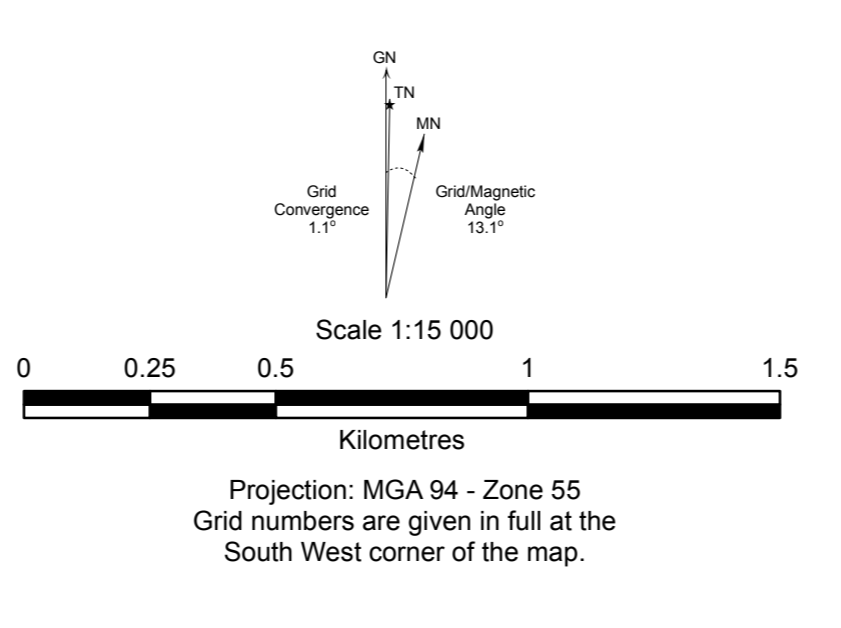 GN
TN
MN
Grid
Convergence
1.1°
Grid/Magnetic
Angle
13.1°
Scale 1:15 000
0 0.25 0.5 1 1.5
Kilometres
Projection: MGA 94 - Zone 55
Grid numbers are given in full at the
South West corner of the map.